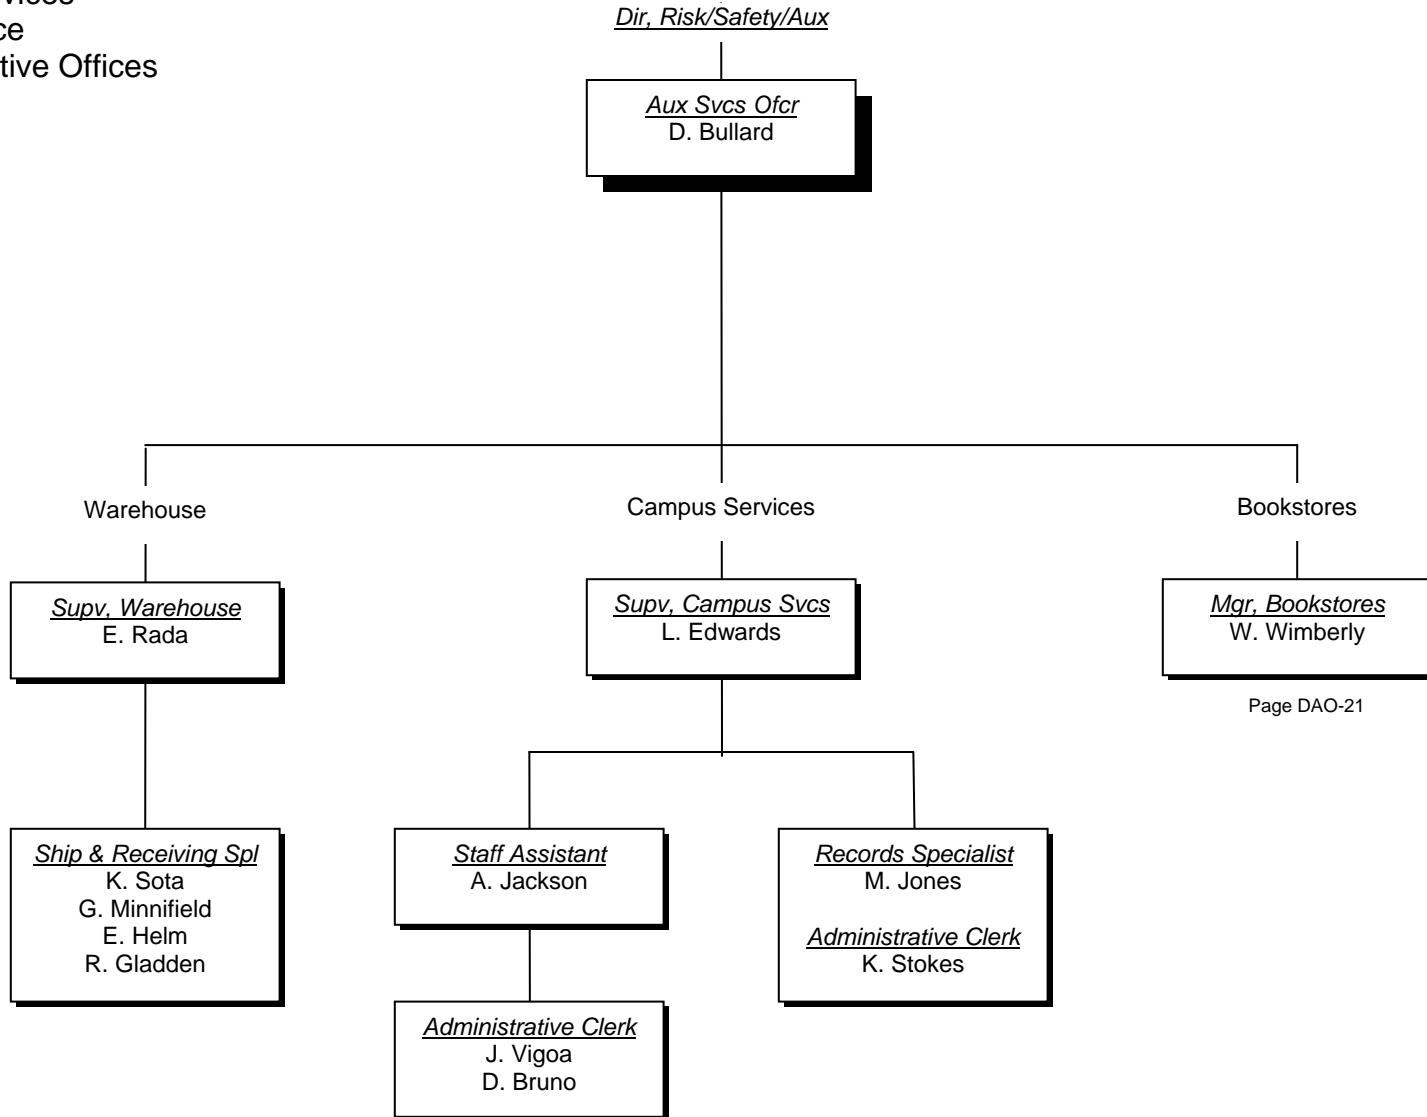 tive Offices
Dir, Risk/Safety/Aux
Aux Svcs Ofcr
D. Bullard
Warehouse
Campus Services
Bookstores
Supv, Warehouse
E. Rada
Supv, Campus Svcs
L. Edwards
Mgr, Bookstores
W. Wimberly
Page DAO-21
Ship & Receiving Spl
K. Sota
G. Minnifield
E. Helm
R. Gladden
Staff Assistant
A. Jackson
Records Specialist
M. Jones
Administrative Clerk
K. Stokes
Administrative Clerk
J. Vigoa
D. Bruno